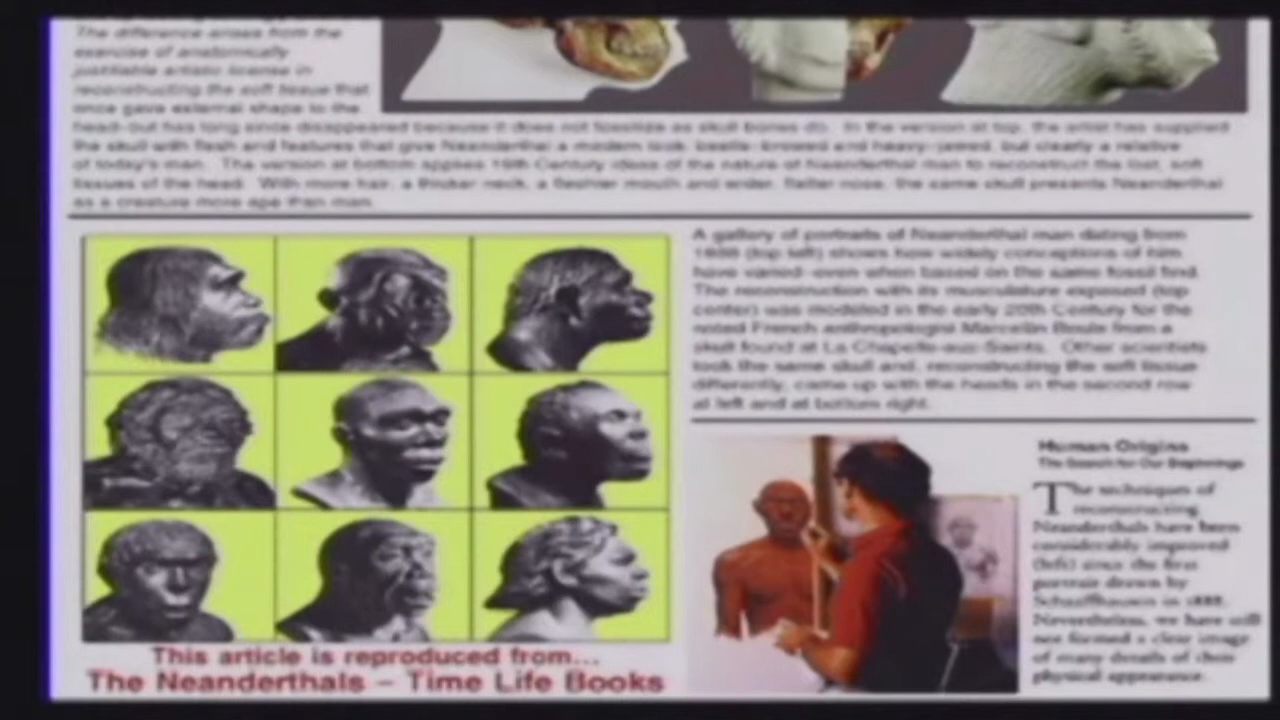 The difference arises from the
exercise of anatomically
justifiable artistic license in
reconstructing the soft tissue that
once gave external shape to the
head-but has long since disappeared because it does not fossilize as skull bones do. In the version at top, the artist has supplied
the skull with flesh and features that give Neanderthal a modern look, beetle-browed and heavy-jawed, but clearly a relative
of today's man. The version at bottom applies 19th Century ideas of the nature of Neanderthal man to reconstruct the lost, soft
tissues of the head. With more hair, a thicker neck, a fleshier mouth and wider, flatter nose, the same skull presents Neanderthal
as a creature more ape than man.
A gallery of portraits of Neanderthal man dating from
1888 (top left) shows how widely conceptions of him
have varied-even when based on the same fossil find.
The reconstruction with its musculature exposed (top
center) was modeled in the early 20th Century for the
noted French anthropologist Marcellin Boule from a
skull found at La Chapelle-aux-Saints. Other scientists
took the same skull and, reconstructing the soft tissue
differently, came up with the heads in the second row
at left and at bottom right.
Human Origins
The Search for Our Beginnings
The techniques of
reconstructing
Neanderthals have been
considerably improved
(left) since the first
portrait drawn by
Schaaffhausen in 1888.
Nevertheless, we have still
not formed a clear image
of many details of their
physical appearance.
This article is reproduced from...
The Neanderthals – Time Life Books